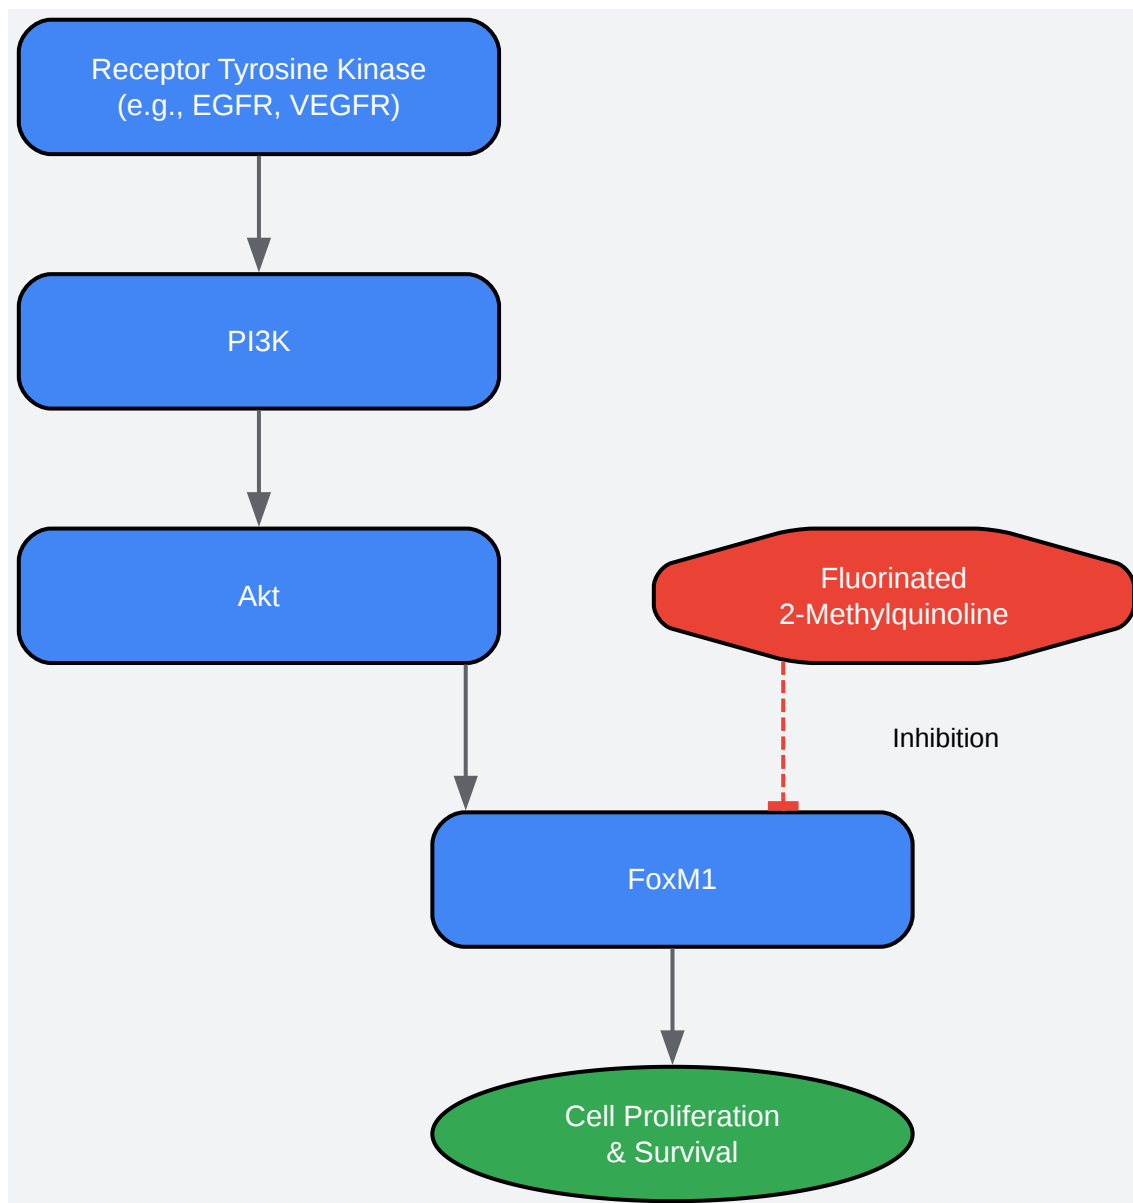 Receptor Tyrosine Kinase
(e.g., EGFR, VEGFR)
PI3K
Akt
Fluorinated
2-Methylquinoline
Inhibition
FoxM1
Cell Proliferation
& Survival